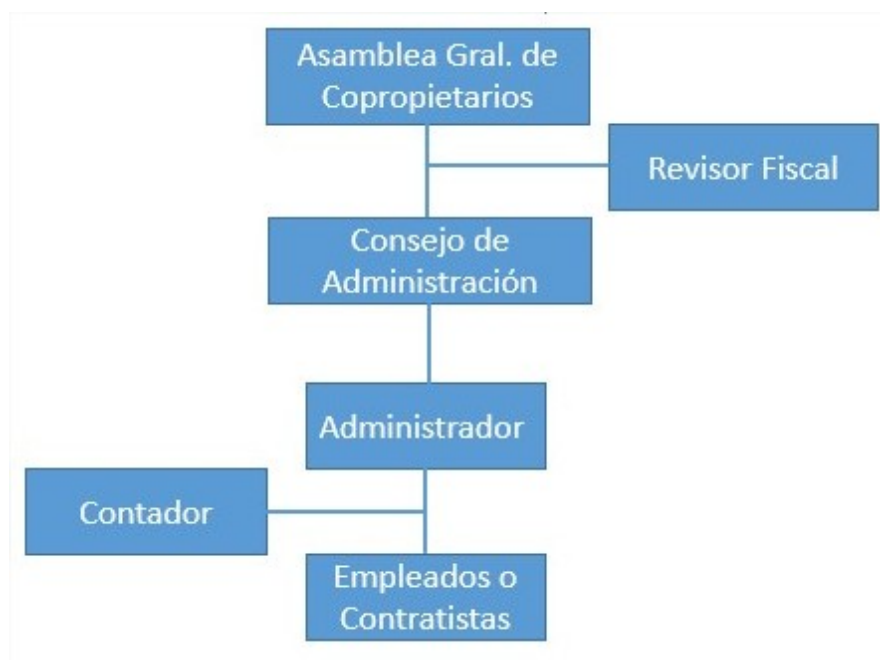 Asamblea Gral. de
Copropietarios
Revisor Fiscal
Consejo de
Administración
Administrador
Contador
Empleados o
Contratistas